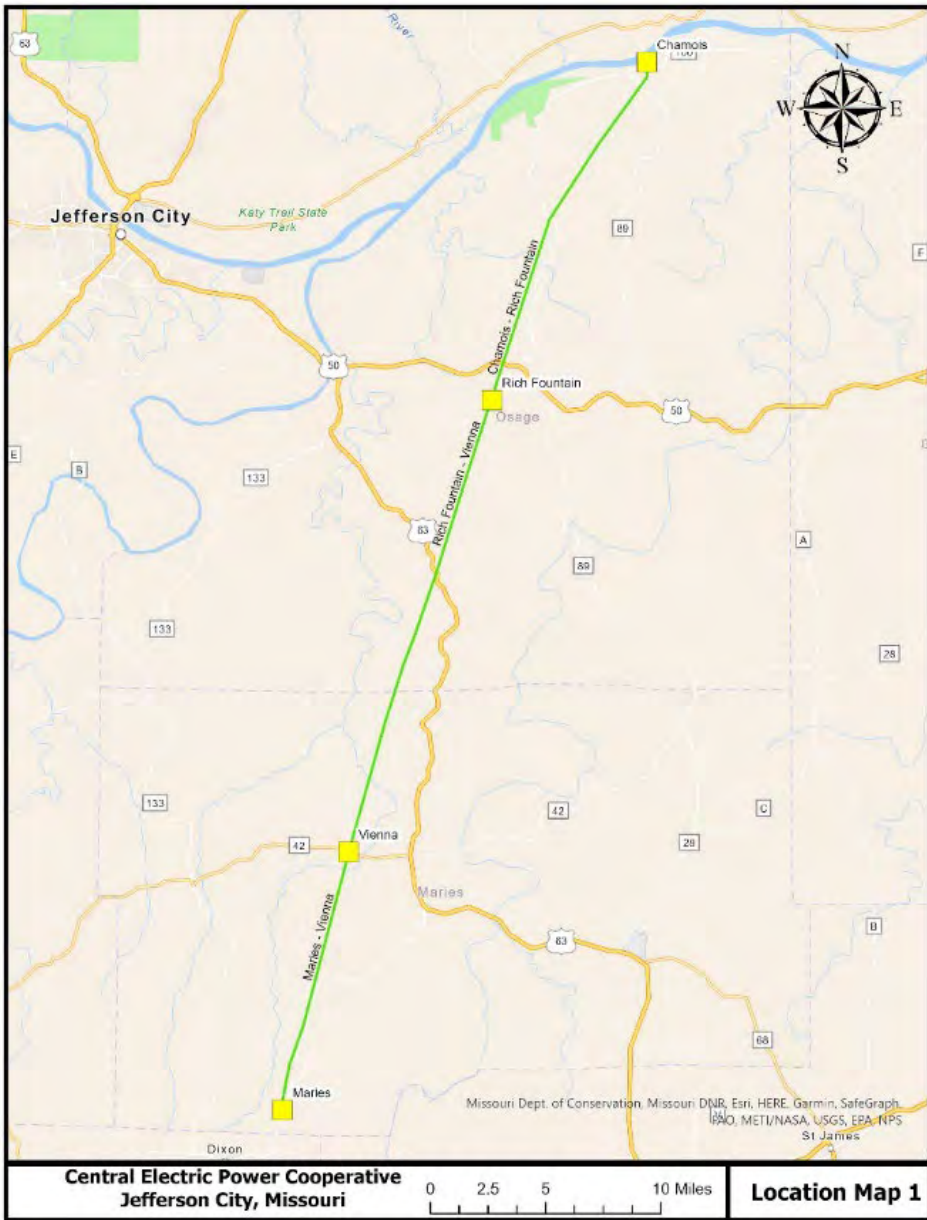 63
River
Chamois
100
N
W
E
S
Jefferson City
Katy Trail State
Park
89
F
Chamois - Rich Fountain
50
Rich Fountain
Osage
50
E
B
133
Rich Fountain - Vienna
63
A
89
133
28
133
42
C
42
Vienna
28
Maries
B
Maries - Vienna
63
68
Maries
Missouri Dept. of Conservation, Missouri DNR, Esri, HERE, Garmin, SafeGraph,
FAO, METI/NASA, USGS, EPA, NPS
St James
Dixon
Central Electric Power Cooperative
Jefferson City, Missouri
0 2.5 5 10 Miles
Location Map 1